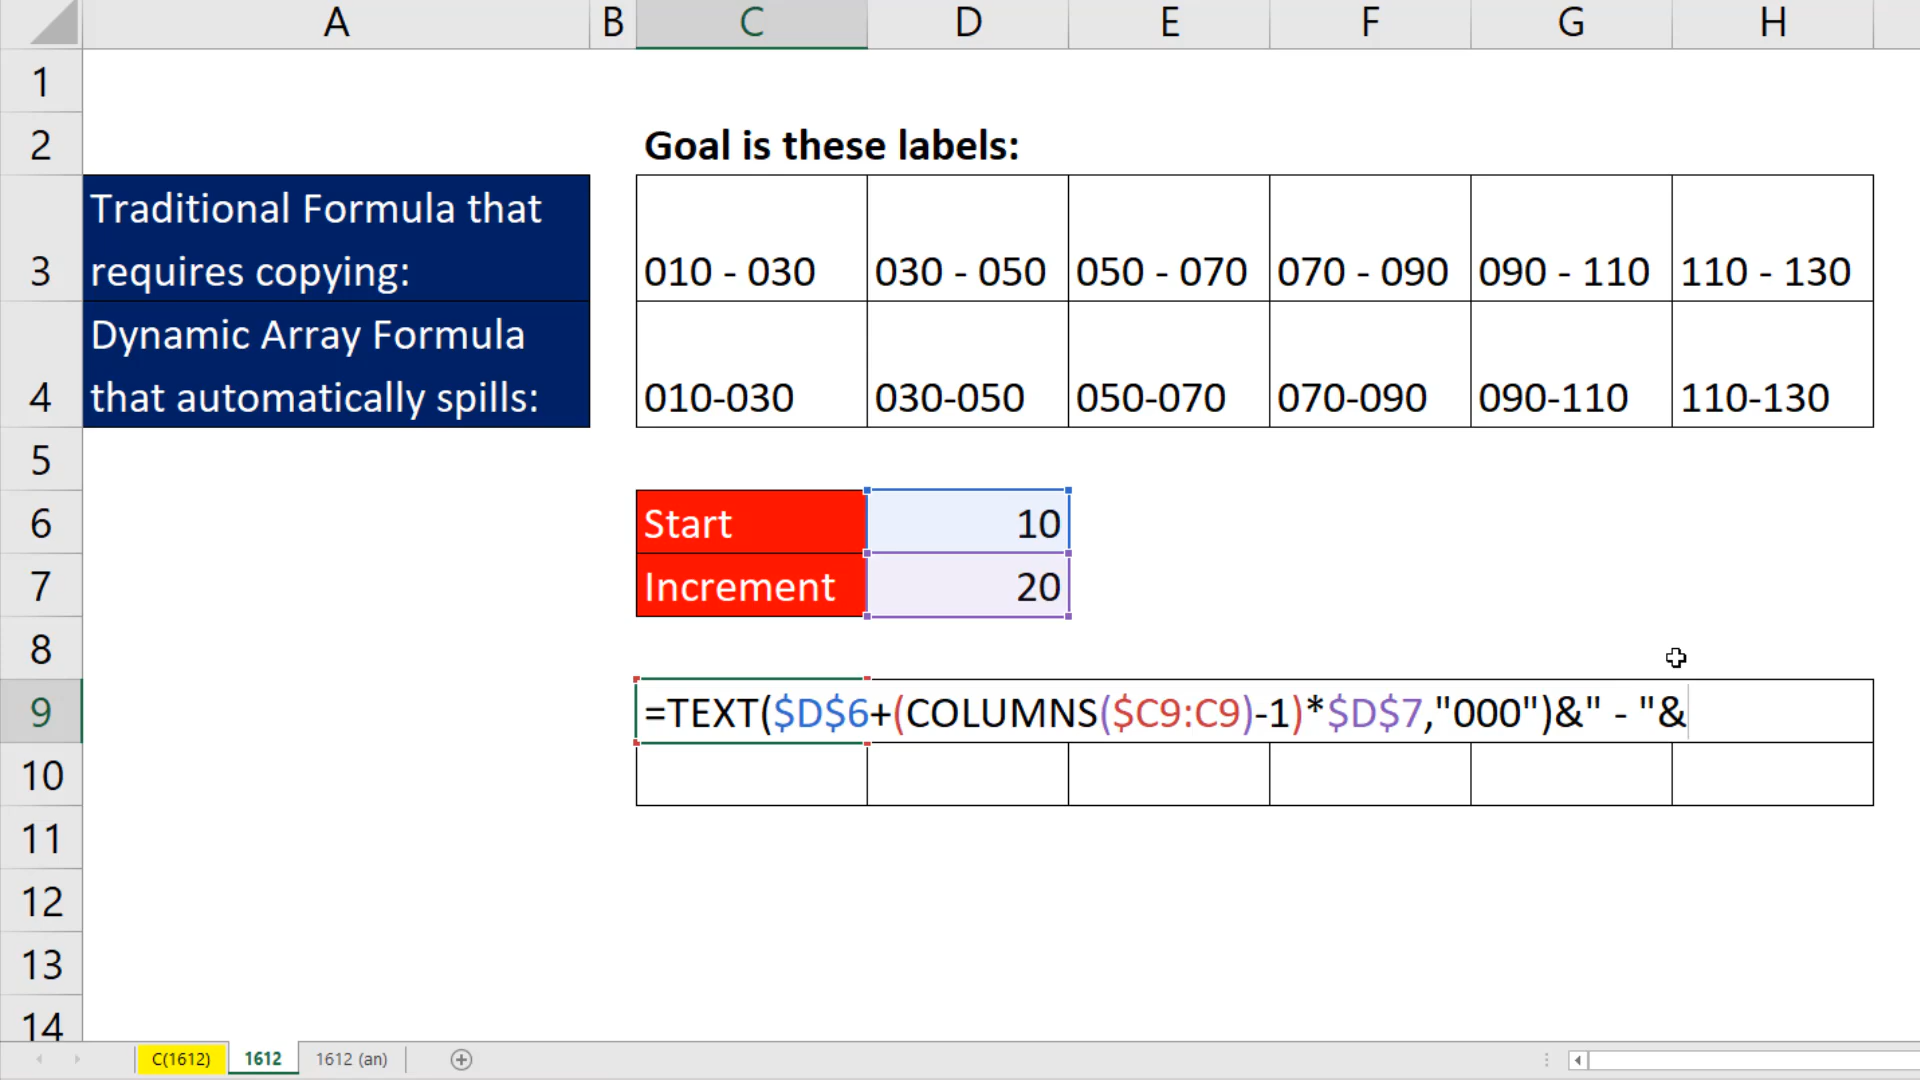 A B C D E F G H
1
2 Goal is these labels:
Traditional Formula that
3 requires copying: 010 - 030 030 - 050 050 - 070 070 - 090 090 - 110 110 - 130
Dynamic Array Formula
4 that automatically spills: 010-030 030-050 050-070 070-090 090-110 110-130
5
6 Start 10
7 Increment 20
8
9 =TEXT($D$6+(COLUMNS($C9:C9)-1)*$D$7,"000")&" - "&
10
11
12
13
14
C(1612) 1612 1612 (an)